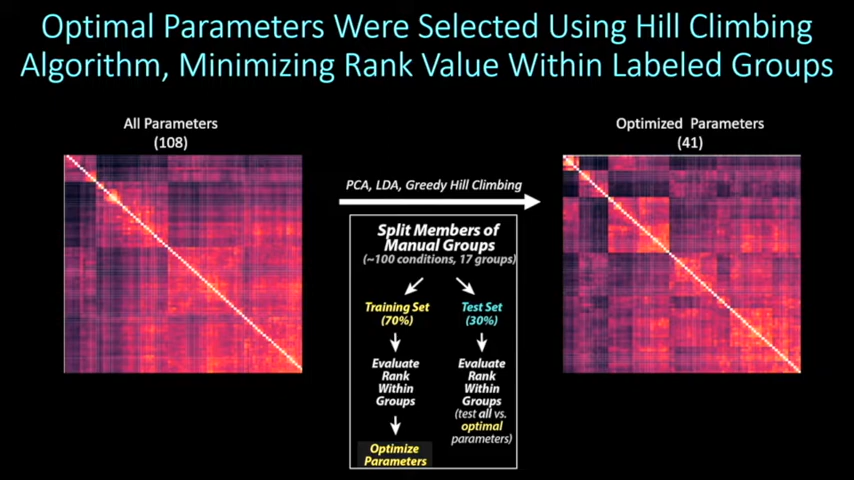 Optimal Parameters Were Selected Using Hill Climbing
Algorithm, Minimizing Rank Value Within Labeled Groups
All Parameters
(108)
PCA, LDA, Greedy Hill Climbing
Optimized Parameters
(41)
Split Members of
Manual Groups
(~100 conditions, 17 groups)
Training Set
(70%)
Evaluate
Rank
Within
Groups
Optimize
Parameters
Test Set
(30%)
Evaluate
Rank
Within
Groups
(test all vs.
optimal
parameters)